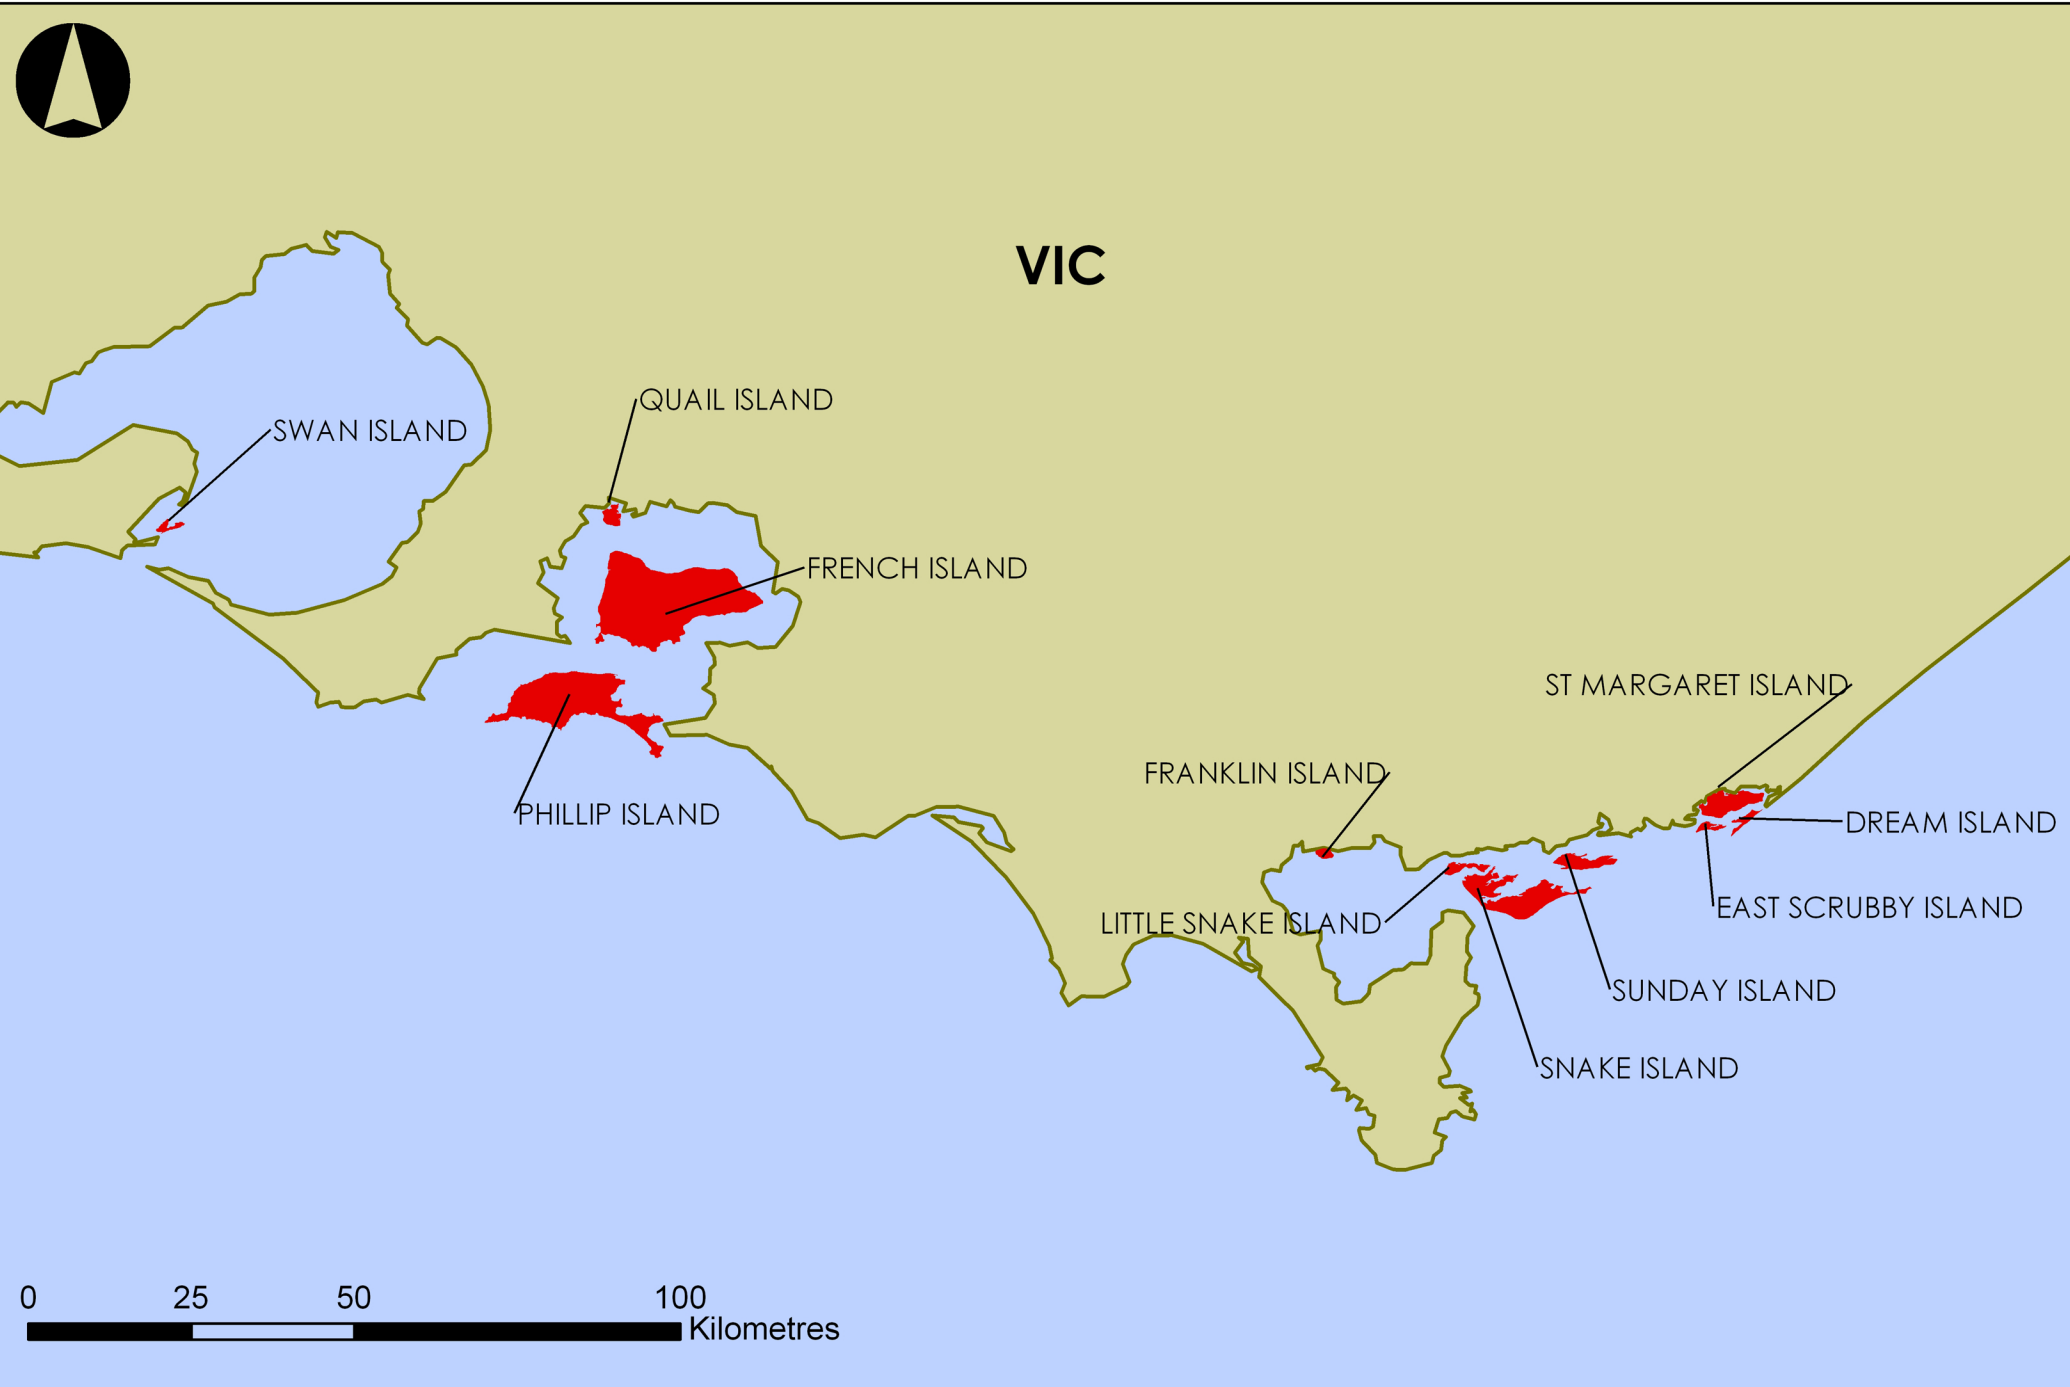 VIC
QUAIL ISLAND
SWAN ISLAND
FRENCH ISLAND
ST MARGARET ISLAND
FRANKLIN ISLAND
PHILLIP ISLAND
DREAM ISLAND
EAST SCRUBBY ISLAND
LITTLE SNAKE ISLAND
SUNDAY ISLAND
SNAKE ISLAND
0 25 50 100
Kilometres